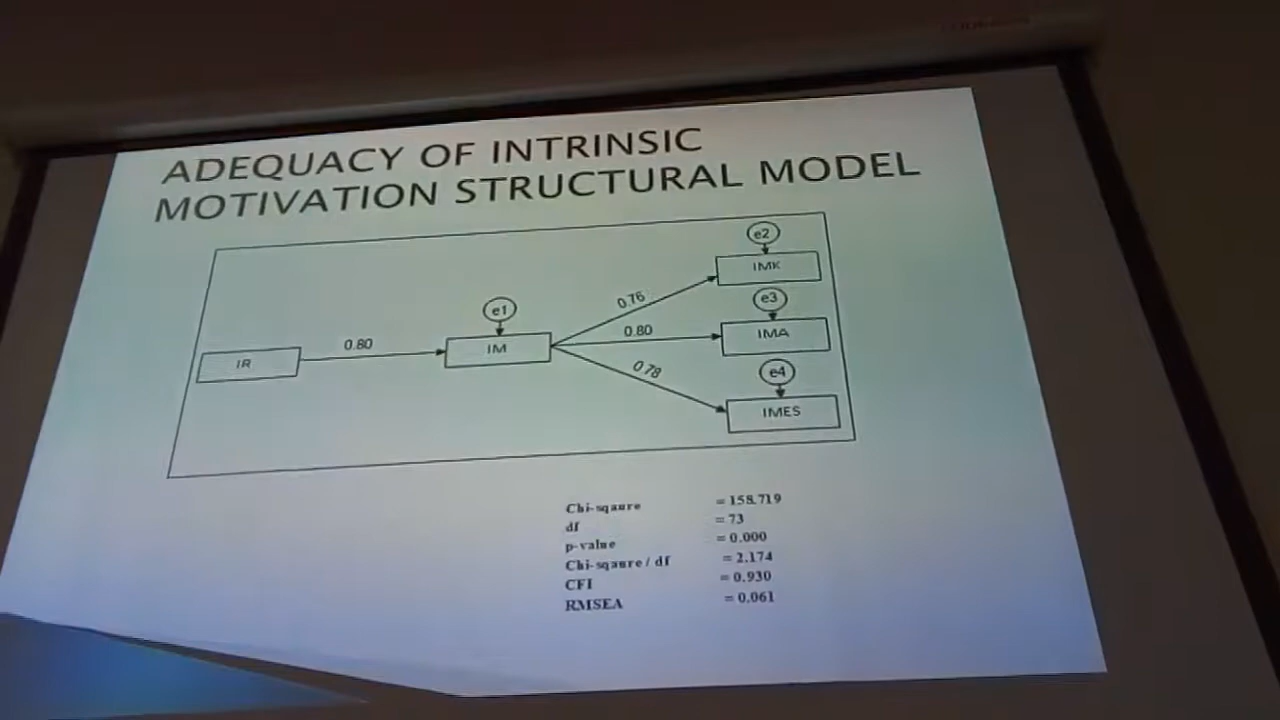 ADEQUACY OF INTRINSIC
MOTIVATION STRUCTURAL MODEL
e2
IMK
0.76
e3
e1
0.80
IMA
0.80
IM
IR
0.78
e4
IMES
Chi-sqaure = 158.719
df = 73
p-value = 0.000
Chi-sqaure / df = 2.174
CFI = 0.930
RMSEA = 0.061